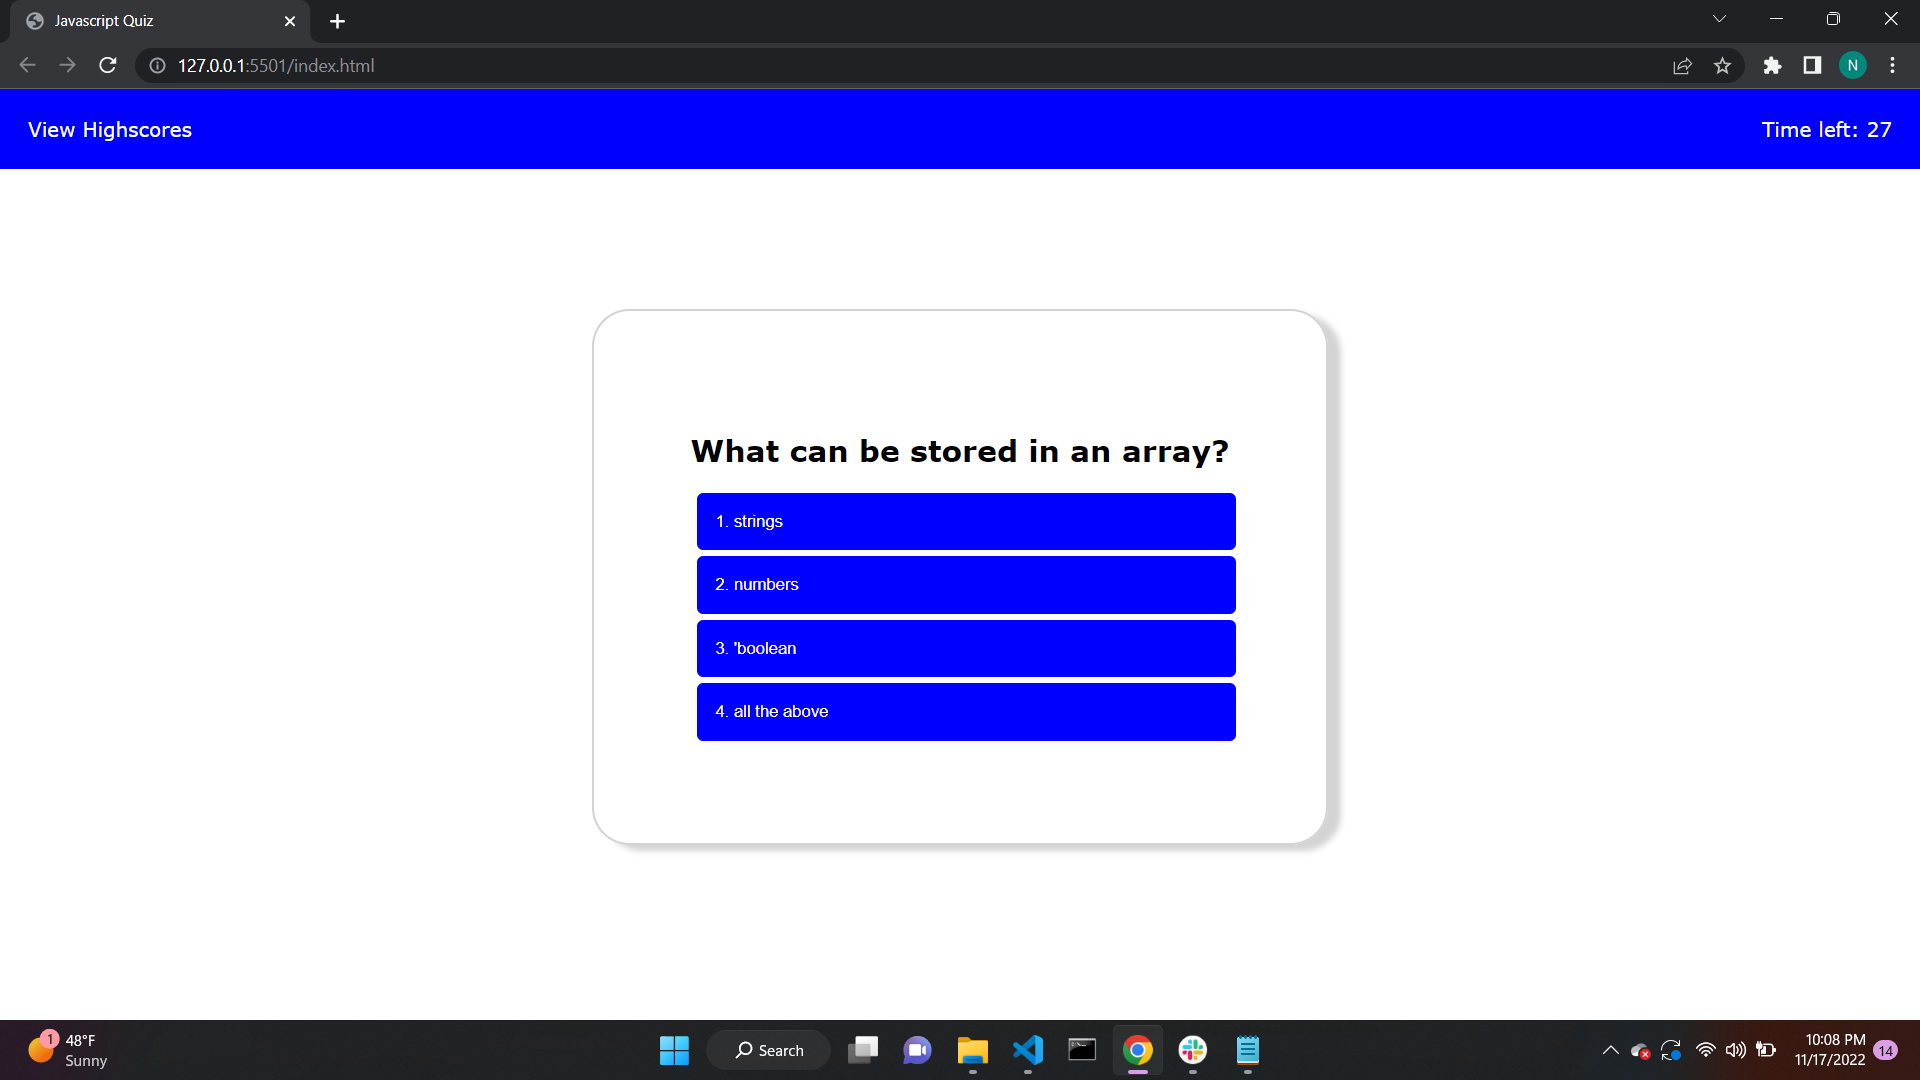 Javascript Quiz
127.0.0.1:5501/index.html
N
View Highscores
Time left: 27
What can be stored in an array?
1. strings
2. numbers
3. 'boolean
4. all the above
1
48°F
Sunny
Search
10:08 PM
11/17/2022
14